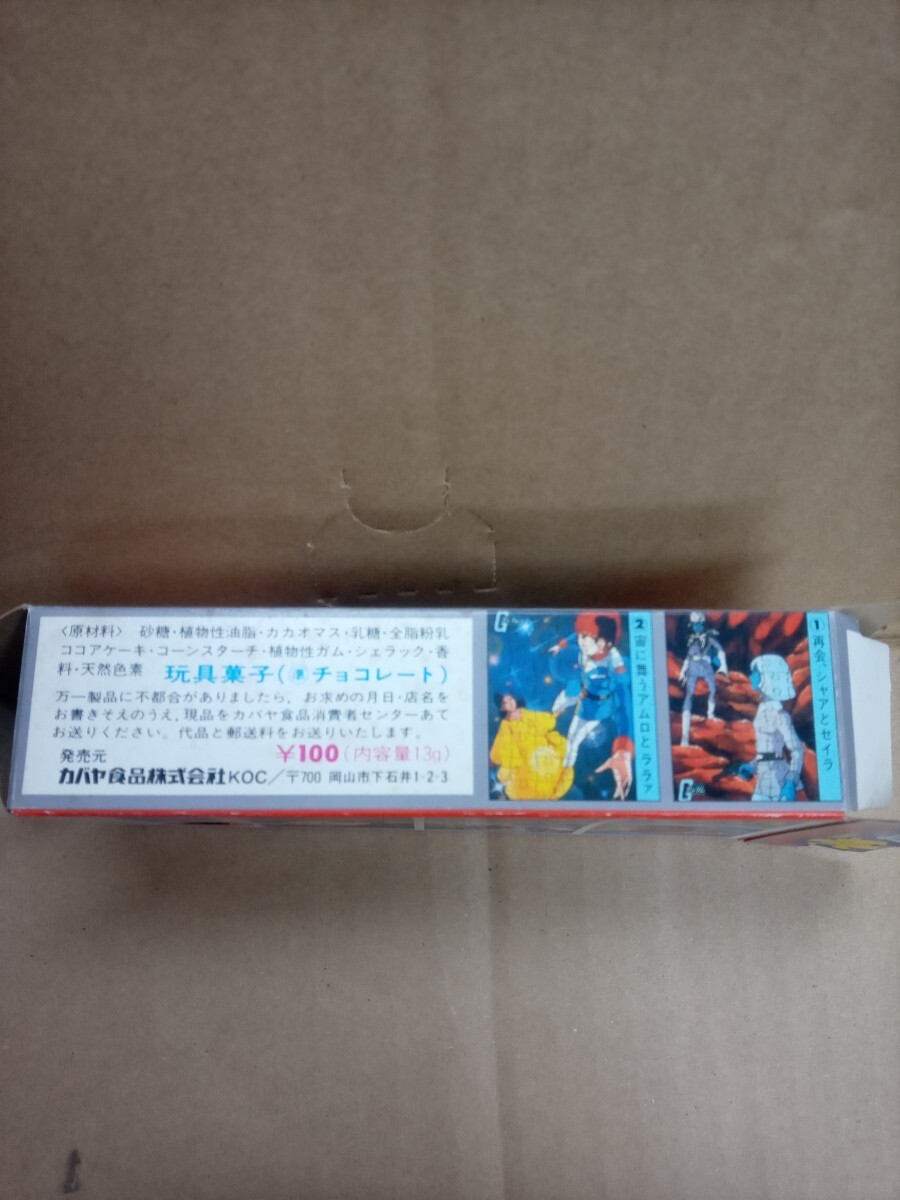 〈原材料〉 砂糖・植物性油脂・カカオマス・乳糖・全脂粉乳
ココアケーキ・コーンスターチ・植物性ガム・シェラック・香
料・天然色素 玩具菓子(準チョコレート)
万一製品に不都合がありましたら，お求めの月日・店名を
お書きそえのうえ，現品をカバヤ食品消費者センターあて
お送りください。代品と郵送料をお送りいたします。
発売元 ¥100(内容量13g)
カバヤ食品株式会社KOC／〒700 岡山市下石井1-2-3
②宙に舞うアムロとララァ
①再会、シャアとセイラ